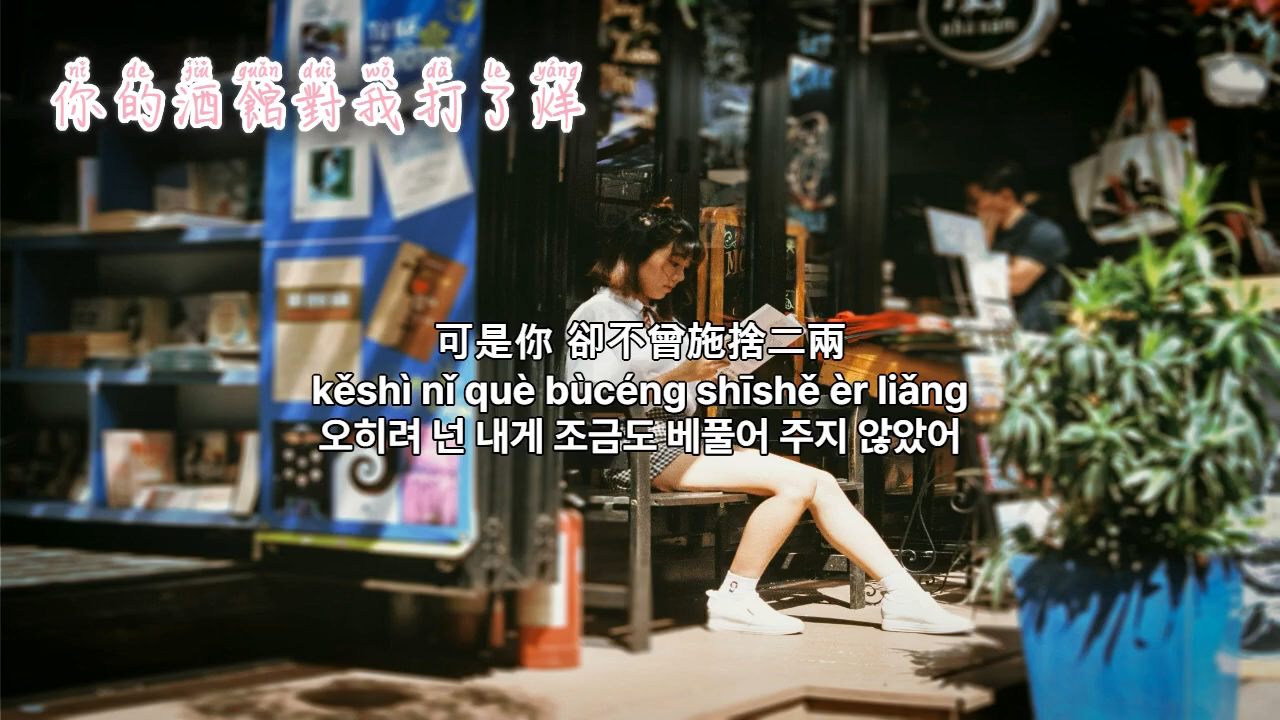 nǐ de jiǔ guǎn duì wǒ dǎ le yáng
你的酒館對我打了烊
可是你 卻不曾施捨二兩
kěshì nǐ què bùcéng shīshě èr liǎng
오히려 넌 내게 조금도 베풀어 주지 않았어